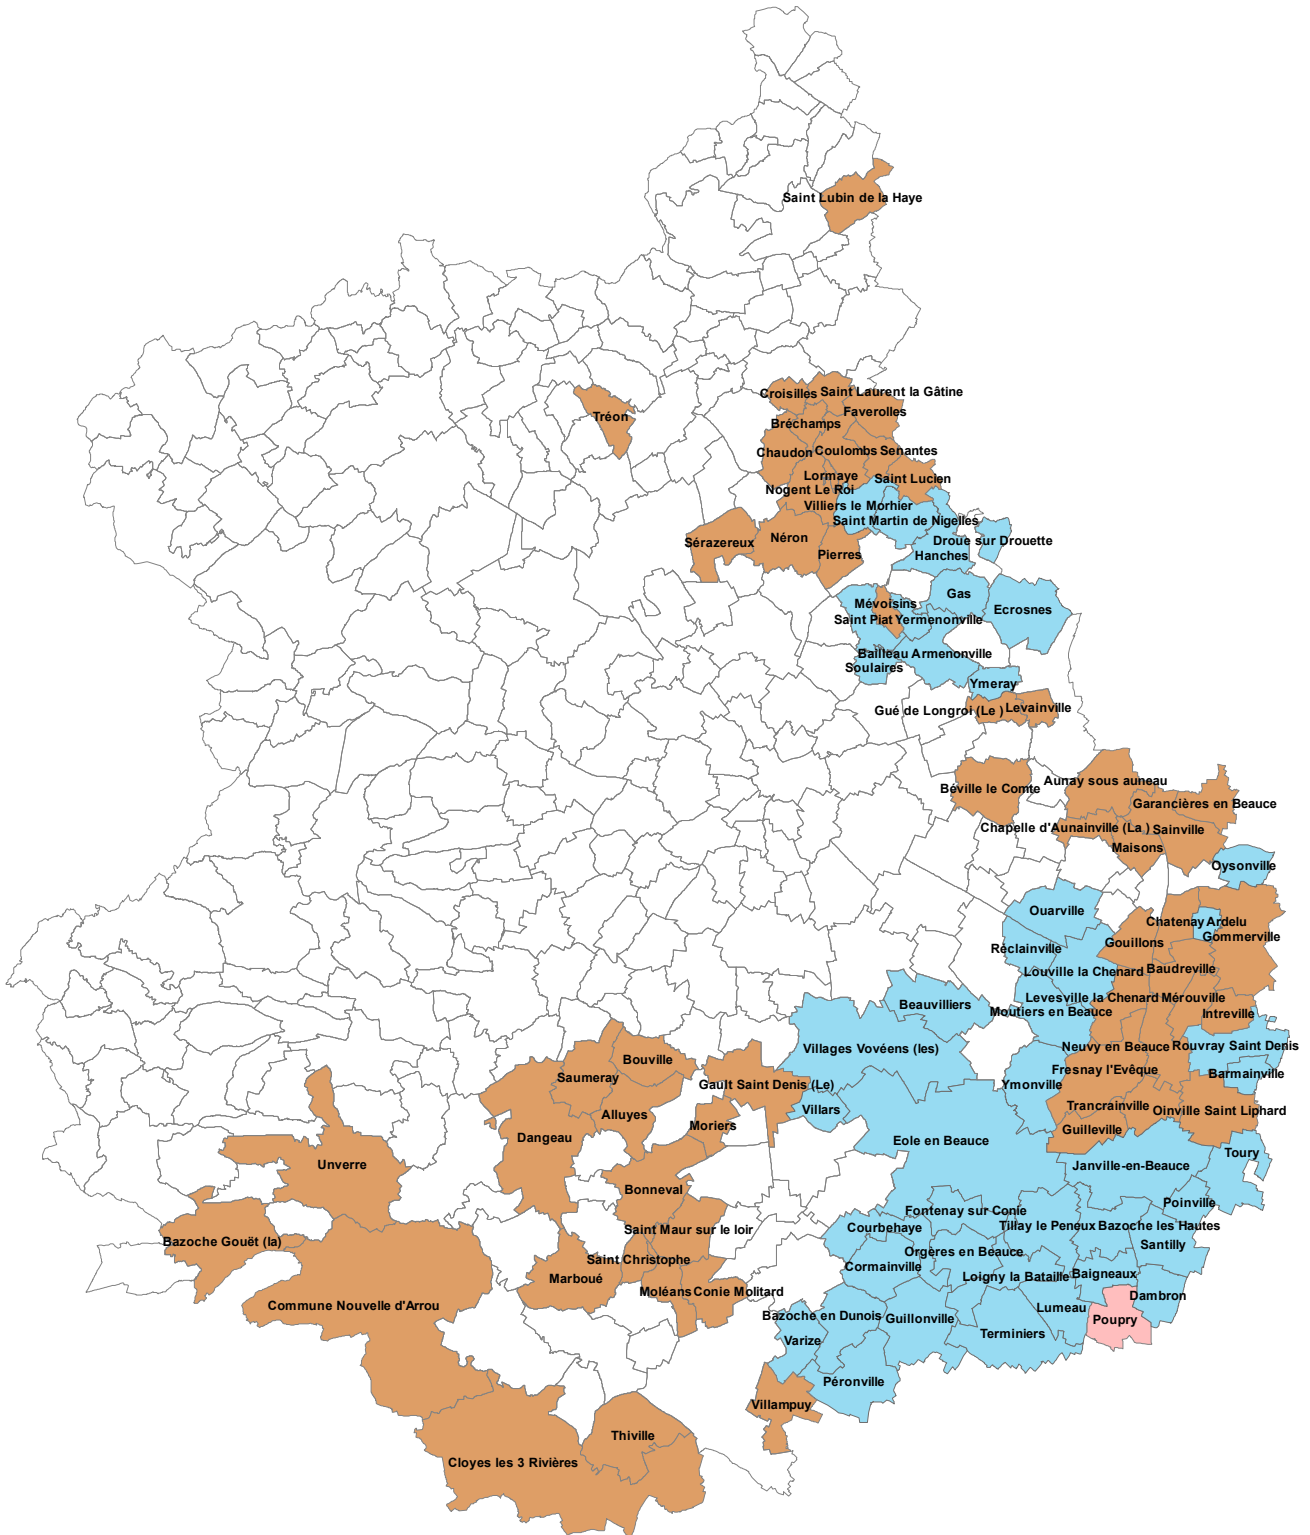 Saint Lubin de la Haye
Croisilles
Saint Laurent la Gâtine
Faverolles
Tréon
Bréchamps
Chaudon
Coulombs
Senantes
Lormaye
Saint Lucien
Nogent Le Roi
Villiers le Morhier
Saint Martin de Nigelles
Sérazereux
Néron
Droue sur Drouette
Pierres
Hanches
Gas
Mévoisins
Ecrosnes
Saint Piat
Yermenonville
Bailleau Armenonville
Soulaires
Ymeray
Gué de Longroi (Le )
Levainville
Aunay sous auneau
Béville le Comte
Garancières en Beauce
Chapelle d'Aunainville (La )
Sainville
Maisons
Oysonville
Ouarville
Chatenay
Ardelu
Gommerville
Réclainville
Gouillons
Louville la Chenard
Baudreville
Levesville la Chenard
Mérouville
Beauvilliers
Moutiers en Beauce
Intreville
Villages Vovéens (les)
Neuvy en Beauce
Rouvray Saint Denis
Bouville
Fresnay l'Evêque
Barmainville
Saumeray
Gault Saint Denis (Le)
Ymonville
Villars
Trancrainville
Oinville Saint Liphard
Alluyes
Moriers
Guilleville
Dangeau
Eole en Beauce
Toury
Unverre
Janville-en-Beauce
Bonneval
Poinville
Fontenay sur Conie
Saint Maur sur le loir
Courbehaye
Tillay le Peneux
Bazoche les Hautes
Bazoche Gouët (la)
Santilly
Orgères en Beauce
Saint Christophe
Cormainville
Marboué
Loigny la Bataille
Baigneaux
Moléans
Conie Molitard
Dambron
Commune Nouvelle d'Arrou
Lumeau
Bazoche en Dunois
Guillonville
Poupry
Terminiers
Varize
Péronville
Villampuy
Thiville
Cloyes les 3 Rivières